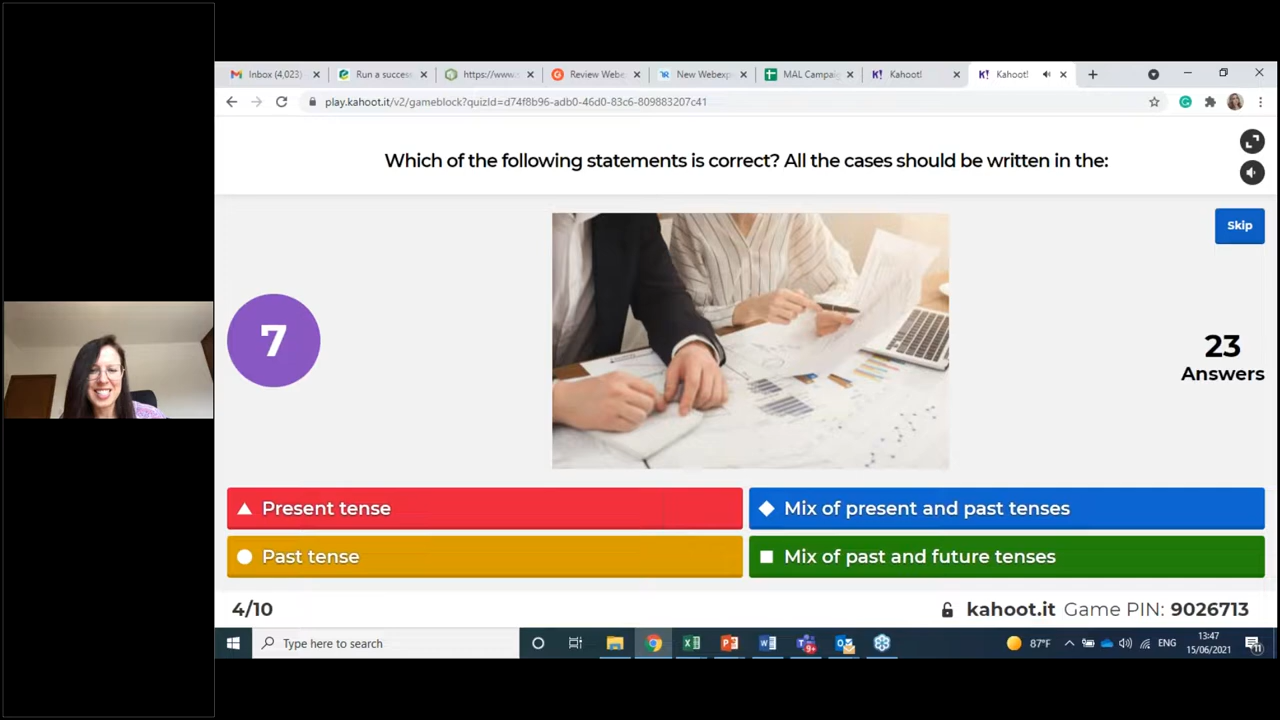 Inbox (4,023)
Run a succes
https://www.
Review Webe
New Webexp
MAL Campai
Kahoot!
Kahoot!
play.kahoot.it/v2/gameblock?quizId=d74f8b96-adb0-46d0-83c6-809883207c41
Which of the following statements is correct? All the cases should be written in the:
Skip
7
23
Answers
Present tense
Mix of present and past tenses
Past tense
Mix of past and future tenses
4/10
kahoot.it Game PIN: 9026713
Type here to search
87°F
ENG
13:47
15/06/2021